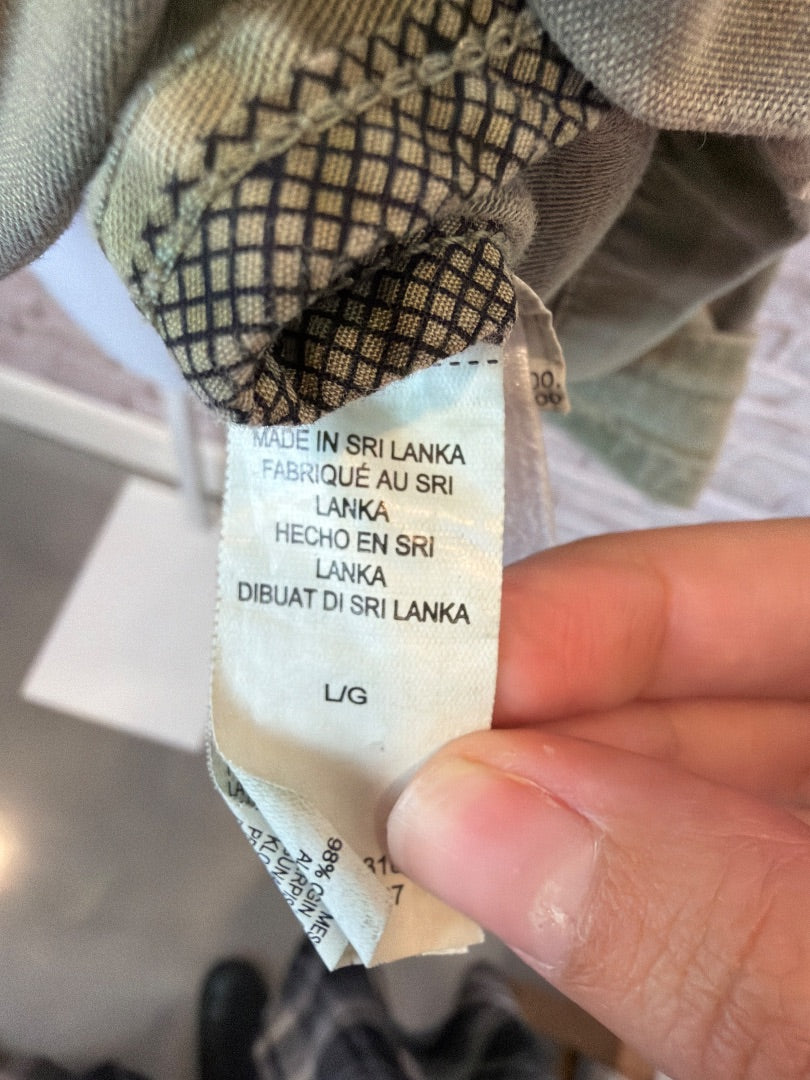 MADE IN SRI LANKA
FABRIQUÉ AU SRI
LANKA
HECHO EN SRI
LANKA
DIBUAT DI SRI LANKA
L/G
98%